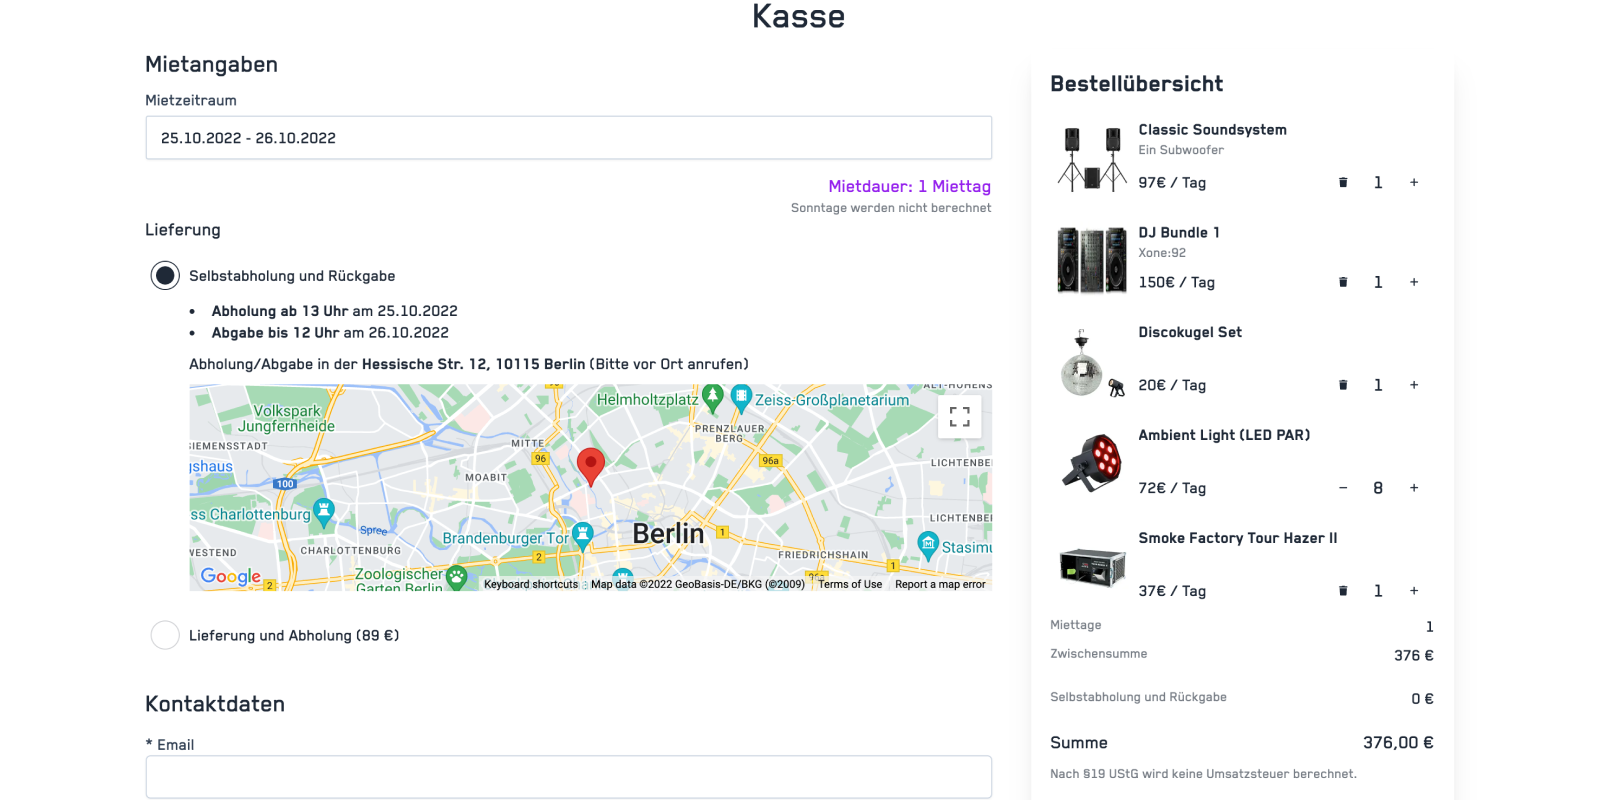 Kasse
Mietangaben
Mietzeitraum
25.10.2022 - 26.10.2022
Mietdauer: 1 Miettag
Sonntage werden nicht berechnet
Lieferung
Selbstabholung und Rückgabe
• Abholung ab 13 Uhr am 25.10.2022
• Abgabe bis 12 Uhr am 26.10.2022
Abholung/Abgabe in der Hessische Str. 12, 10115 Berlin (Bitte vor Ort anrufen)
Volkspark
Jungfernheide
IEMENSSTADT
gshaus
100
ss Charlottenburg
Spree
WESTEND
CHARLOTTENBURG
2
Google
Zoologischer
Garten Berlin
MITTE
96
MOABIT
Brandenburger Tor
2
Berlin
1
Helmholtzplatz
Zeiss-Großplanetarium
PRENZLAUER
BERG
96a
LICHTENBE
LICHTENBER
FRIEDRICHSHAIN
Stasimu
1
Keyboard shortcuts
Map data ©2022 GeoBasis-DE/BKG (©2009)
Terms of Use
Report a map error
Lieferung und Abholung (89 €)
Kontaktdaten
* Email
Bestellübersicht
Classic Soundsystem
Ein Subwoofer
97€ / Tag 1 +
DJ Bundle 1
Xone:92
150€ / Tag 1 +
Discokugel Set
20€ / Tag 1 +
Ambient Light (LED PAR)
72€ / Tag − 8 +
Smoke Factory Tour Hazer II
37€ / Tag 1 +
Miettage 1
Zwischensumme 376 €
Selbstabholung und Rückgabe 0 €
Summe 376,00 €
Nach §19 UStG wird keine Umsatzsteuer berechnet.